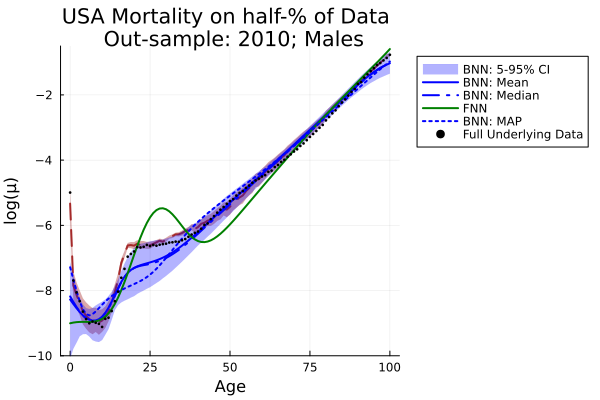 USA Mortality on half-% of Data
Out-sample: 2010; Males
BNN: 5-95% CI
BNN: Mean
BNN: Median
FNN
BNN: MAP
Full Underlying Data
log(μ)
−2
−4
−6
−8
−10
0
25
50
75
100
Age